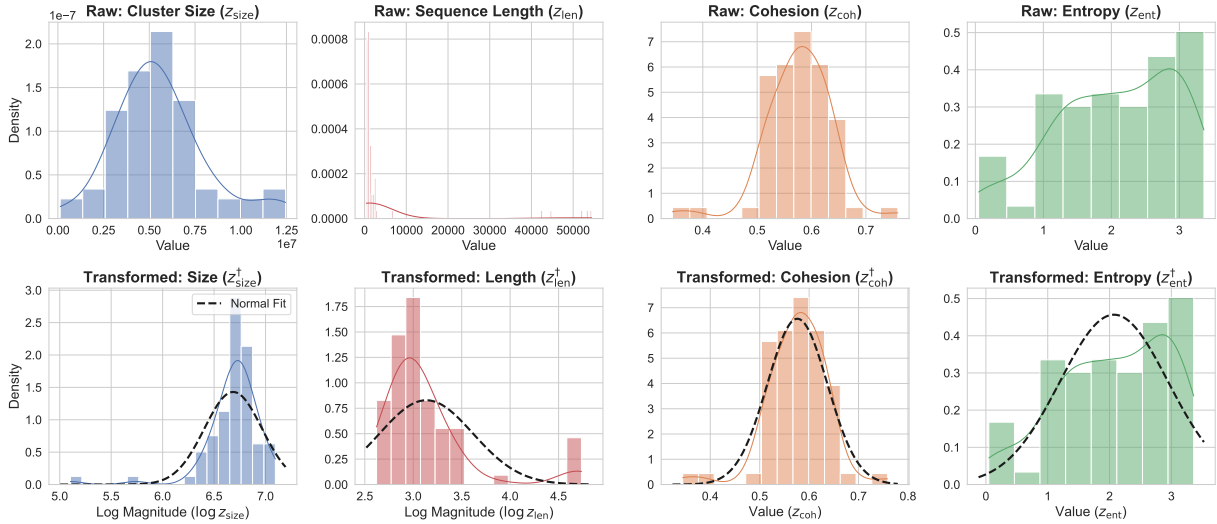 Raw: Cluster Size (z_size)
Raw: Sequence Length (z_len)
Raw: Cohesion (z_coh)
Raw: Entropy (z_ent)
1e−7
2.0
1.5
1.0
0.5
0.0
Density
0.00 0.25 0.50 0.75 1.00 1.25
1e7
Value
0.0008
0.0006
0.0004
0.0002
0.0000
0 10000 20000 30000 40000 50000
Value
7
6
5
4
3
2
1
0
0.4 0.5 0.6 0.7
Value
0.5
0.4
0.3
0.2
0.1
0.0
0 1 2 3
Value
Transformed: Size (z†_size)
Transformed: Length (z†_len)
Transformed: Cohesion (z†_coh)
Transformed: Entropy (z†_ent)
Normal Fit
3.0
2.5
2.0
1.5
1.0
0.5
0.0
Density
5.0 5.5 6.0 6.5 7.0
Log Magnitude (log z_size)
1.75
1.50
1.25
1.00
0.75
0.50
0.25
0.00
2.5 3.0 3.5 4.0 4.5
Log Magnitude (log z_len)
7
6
5
4
3
2
1
0
0.4 0.5 0.6 0.7 0.8
Value (z_coh)
0.5
0.4
0.3
0.2
0.1
0.0
0 1 2 3
Value (z_ent)